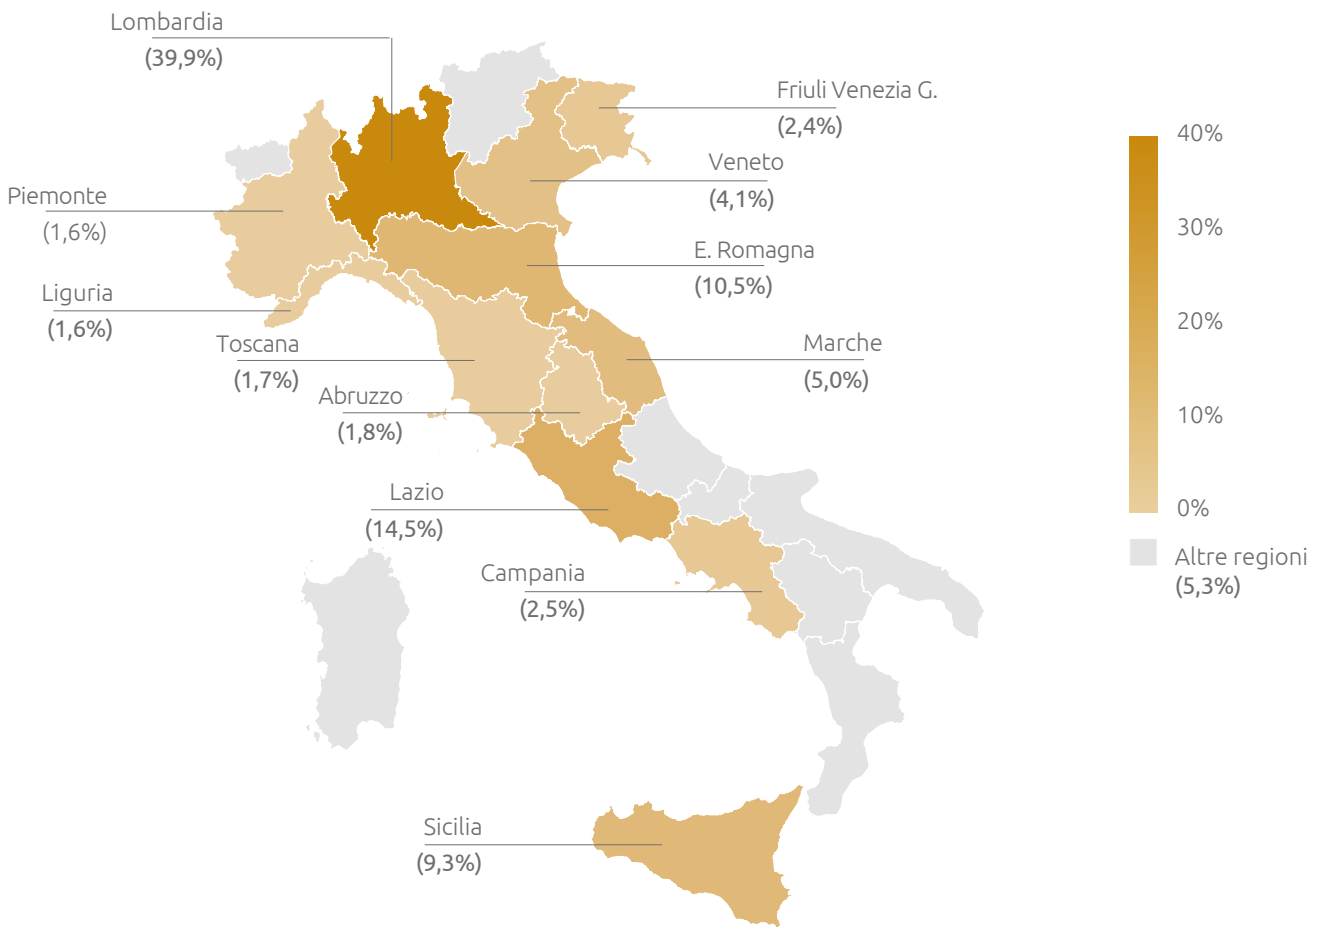 Lombardia
(39,9%)
Friuli Venezia G.
(2,4%)
Veneto
(4,1%)
Piemonte
(1,6%)
E. Romagna
(10,5%)
Liguria
(1,6%)
Toscana
(1,7%)
Marche
(5,0%)
Abruzzo
(1,8%)
Lazio
(14,5%)
Campania
(2,5%)
Sicilia
(9,3%)
40%
30%
20%
10%
0%
Altre regioni
(5,3%)